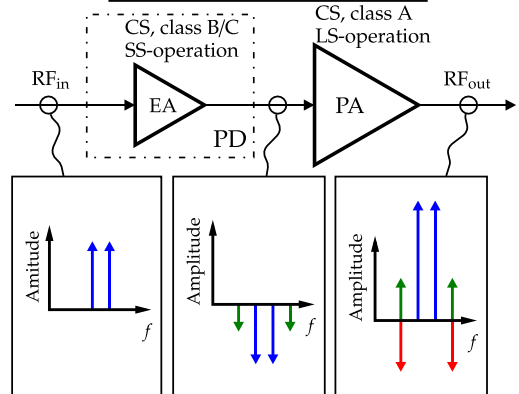 CS, class B/C
SS-operation
CS, class A
LS-operation
RFin
EA
PD
PA
RFout
Amitude
f
Amplitude
f
Amplitude
f